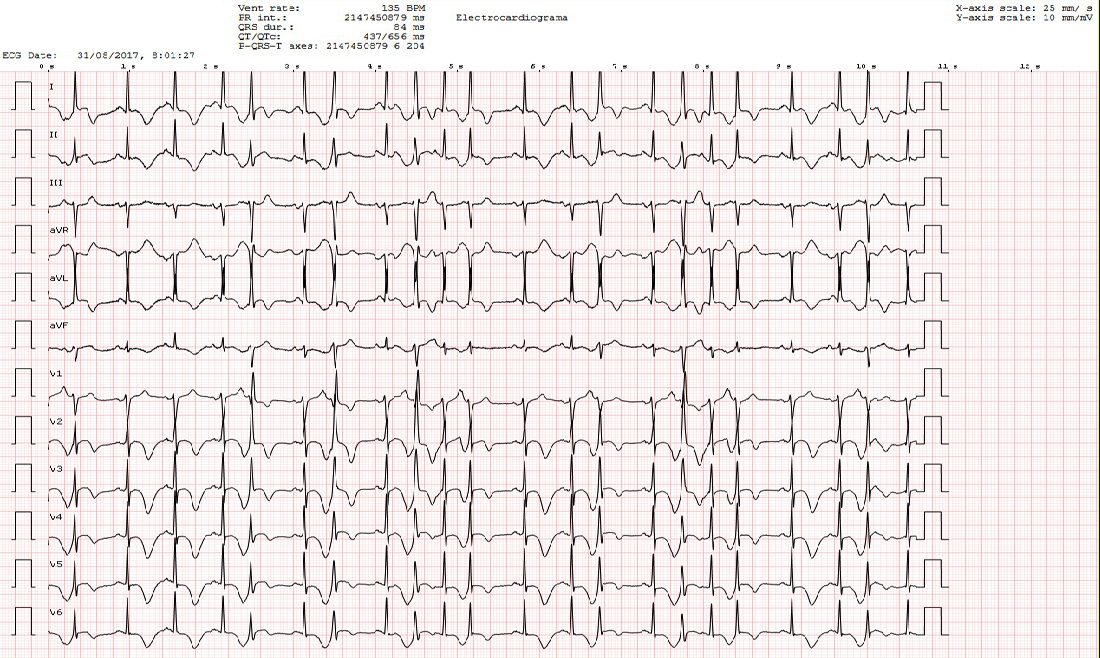 Vent rate: 135 BPM
PR int.: 2147450879 ms Electrocardiograma
QRS dur.: 84 ms
QT/QTc: 437/656 ms
P-QRS-T axes: 2147450879 6 204
X-axis scale: 25 mm/ s
Y-axis scale: 10 mm/mV
ECG Date: 31/08/2017, 8:01:27
0 s 1 s 2 s 3 s 4 s 5 s 6 s 7 s 8 s 9 s 10 s 11 s 12 s
I
II
III
aVR
aVL
aVF
V1
V2
V3
V4
V5
V6